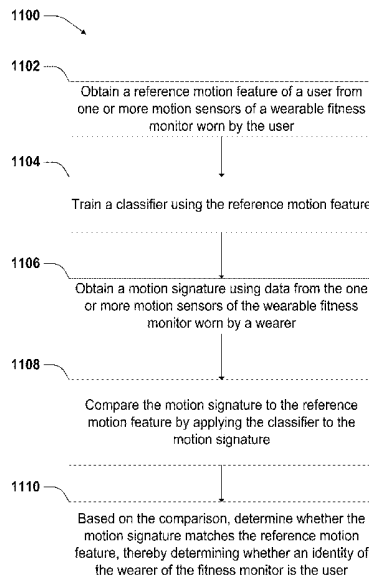 1100
1102
Obtain a reference motion feature of a user from
one or more motion sensors of a wearable fitness
monitor worn by the user
1104
Train a classifier using the reference motion feature
1106
Obtain a motion signature using data from the one
or more motion sensors of the wearable fitness
monitor worn by a wearer
1108
Compare the motion signature to the reference
motion feature by applying the classifier to the
motion signature
1110
Based on the comparison, determine whether the
motion signature matches the reference motion
feature, thereby determining whether an identity of
the wearer of the fitness monitor is the user